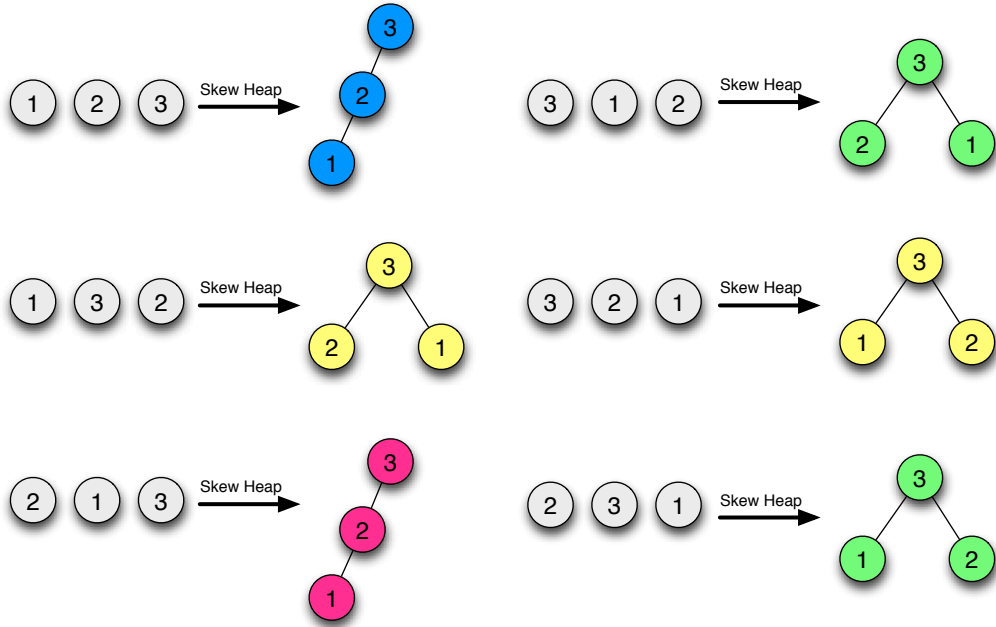 3
1 2 3 Skew Heap
2
1
3
3 1 2 Skew Heap
2 1
3
1 3 2 Skew Heap
2 1
3
3 2 1 Skew Heap
1 2
3
2 1 3 Skew Heap
2
1
3
2 3 1 Skew Heap
1 2